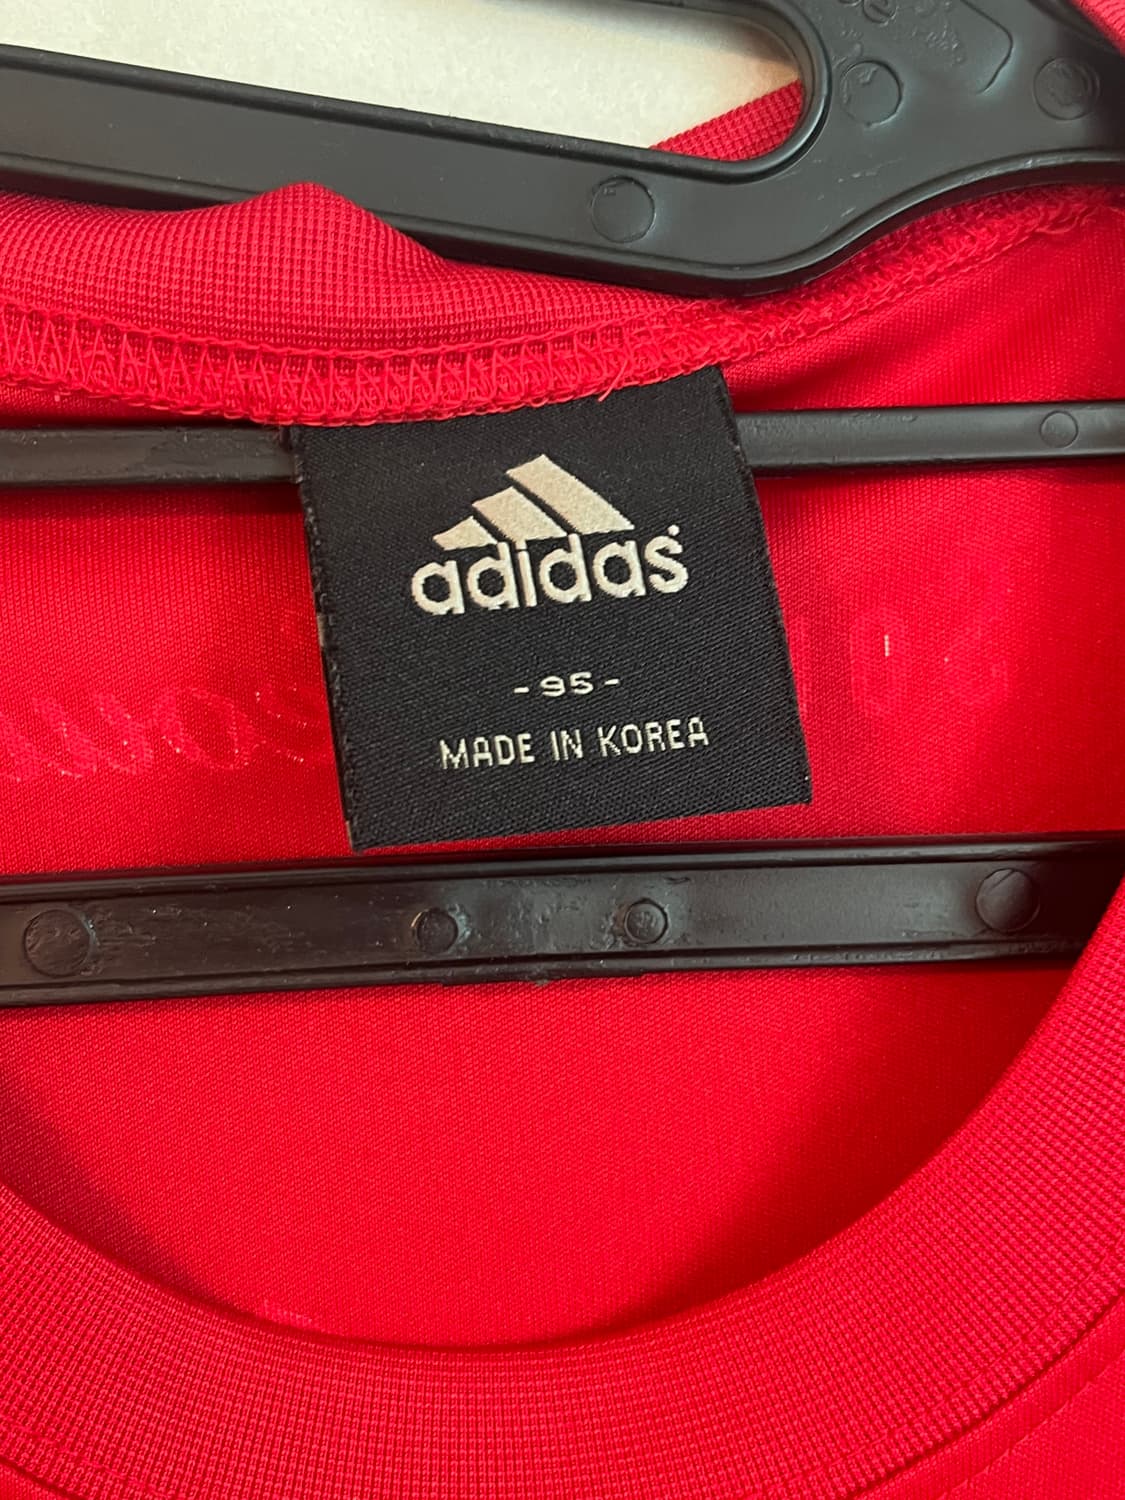 adidas
- 95 -
MADE IN KOREA